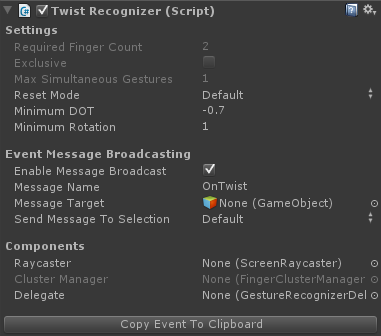 Twist Recognizer (Script)
Settings
Required Finger Count 2
Exclusive
Max Simultaneous Gestures 1
Reset Mode Default
Minimum DOT -0.7
Minimum Rotation 1
Event Message Broadcasting
Enable Message Broadcast
Message Name OnTwist
Message Target None (GameObject)
Send Message To Selection Default
Components
Raycaster None (ScreenRaycaster)
Cluster Manager None (FingerClusterManager
Delegate None (GestureRecognizerDel
Copy Event To Clipboard